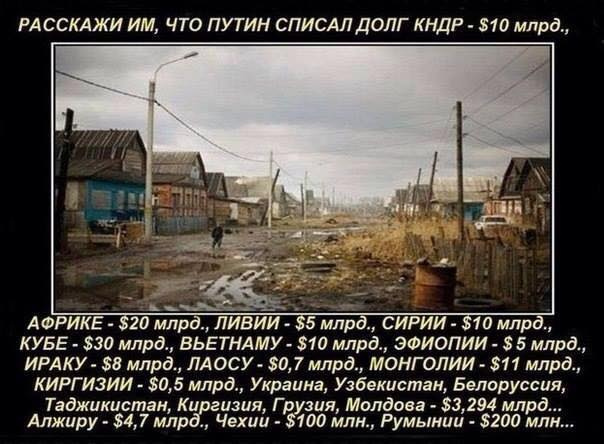 РАССКАЖИ ИМ, ЧТО ПУТИН СПИСАЛ ДОЛГ КНДР - $10 млрд.,
АФРИКЕ - $20 млрд., ЛИВИИ - $5 млрд., СИРИИ - $10 млрд.,
КУБЕ - $30 млрд., ВЬЕТНАМУ - $10 млрд., ЭФИОПИИ - $ 5 млрд.,
ИРАКУ - $8 млрд., ЛАОСУ - $0,7 млрд., МОНГОЛИИ - $11 млрд.,
КИРГИЗИИ - $0,5 млрд., Украина, Узбекистан, Белоруссия,
Таджикистан, Киргизия, Грузия, Молдова - $3,294 млрд...
Алжиру - $4,7 млрд., Чехии - $100 млн., Румынии - $200 млн...